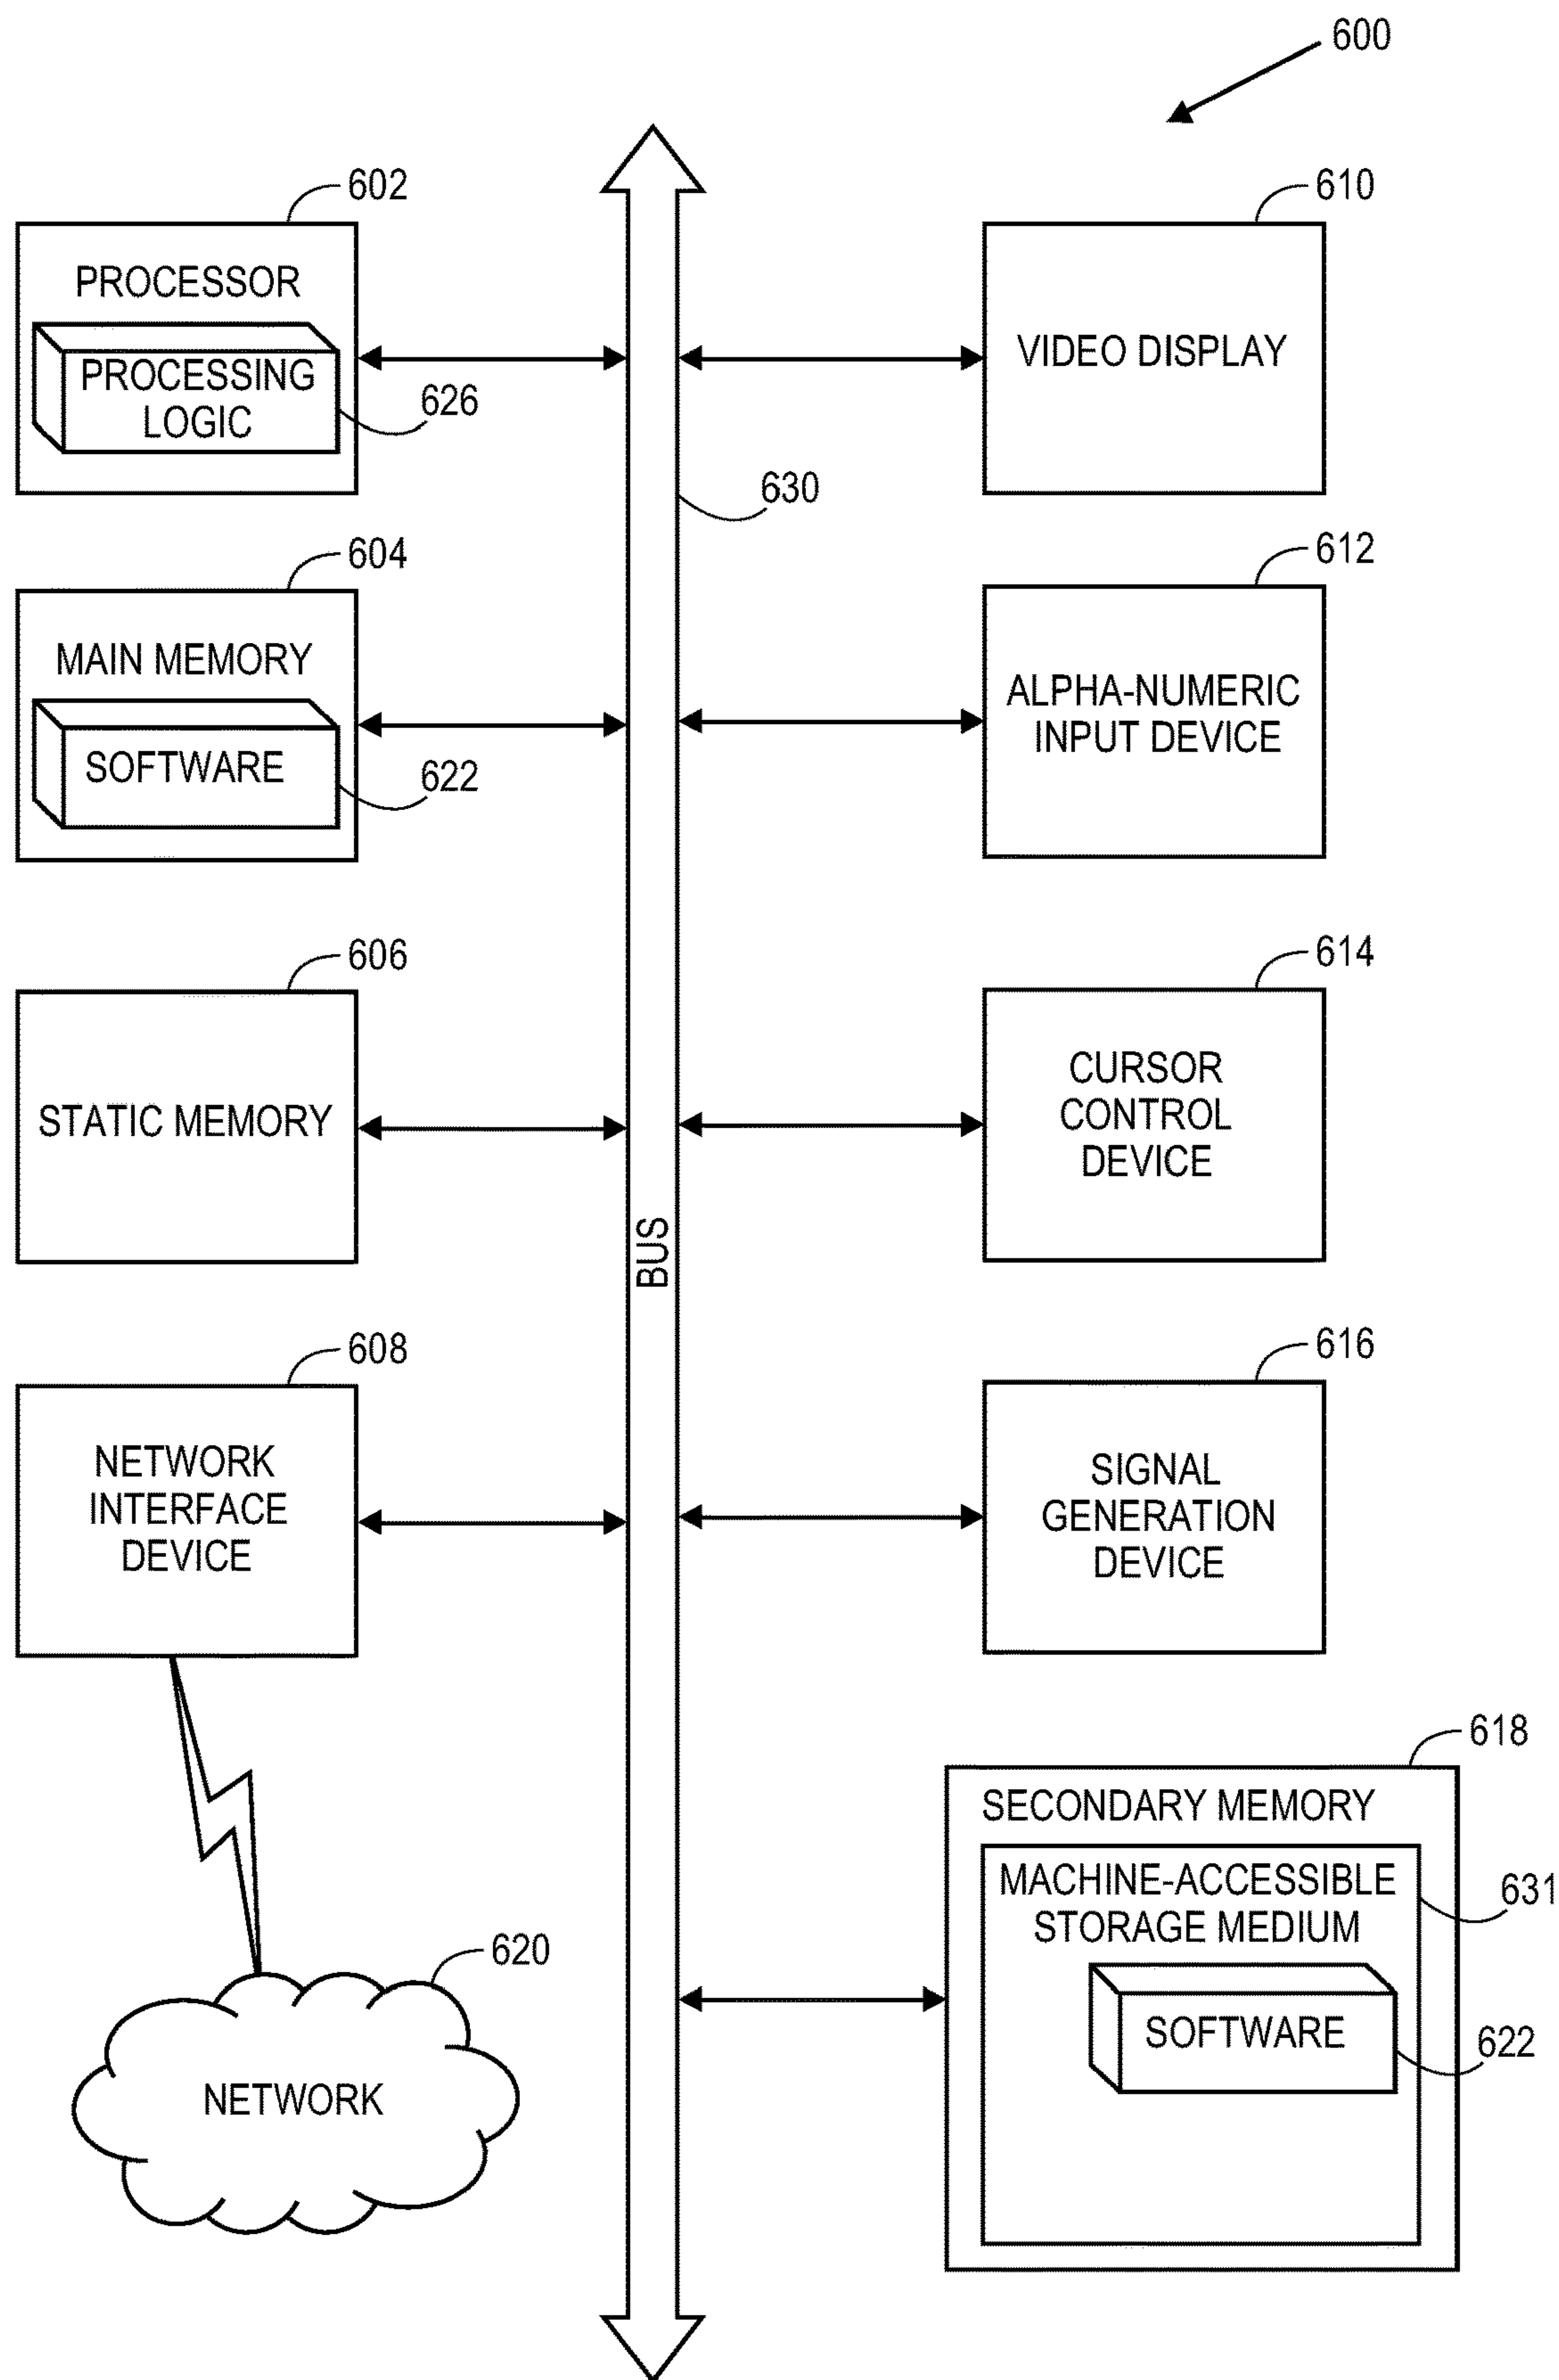 600
602
PROCESSOR
PROCESSING
LOGIC
626
604
MAIN MEMORY
SOFTWARE
622
606
STATIC MEMORY
608
NETWORK
INTERFACE
DEVICE
620
NETWORK
630
BUS
610
VIDEO DISPLAY
612
ALPHA-NUMERIC
INPUT DEVICE
614
CURSOR
CONTROL
DEVICE
616
SIGNAL
GENERATION
DEVICE
618
SECONDARY MEMORY
MACHINE-ACCESSIBLE
STORAGE MEDIUM
631
SOFTWARE
622